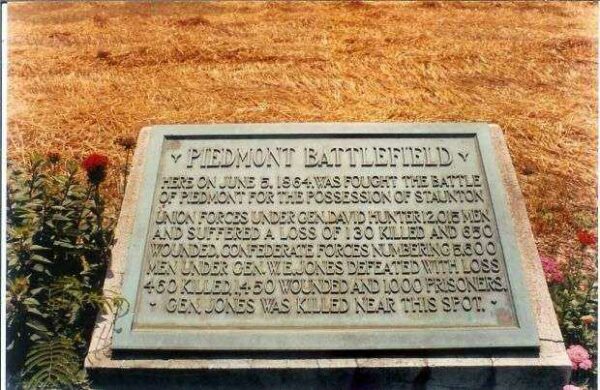 PIEDMONT BATTLEFIELD
HERE ON JUNE 5, 1864, WAS FOUGHT THE BATTLE
OF PIEDMONT FOR THE POSSESSION OF STAUNTON
UNION FORCES UNDER GEN. DAVID HUNTER 12,015 MEN
AND SUFFERED A LOSS OF 130 KILLED AND 650
WOUNDED. CONFEDERATE FORCES NUMBERING 5,600
MEN UNDER GEN. W.E. JONES DEFEATED WITH LOSS
460 KILLED, 1450 WOUNDED AND 1,000 PRISONERS.
GEN. JONES WAS KILLED NEAR THIS SPOT.